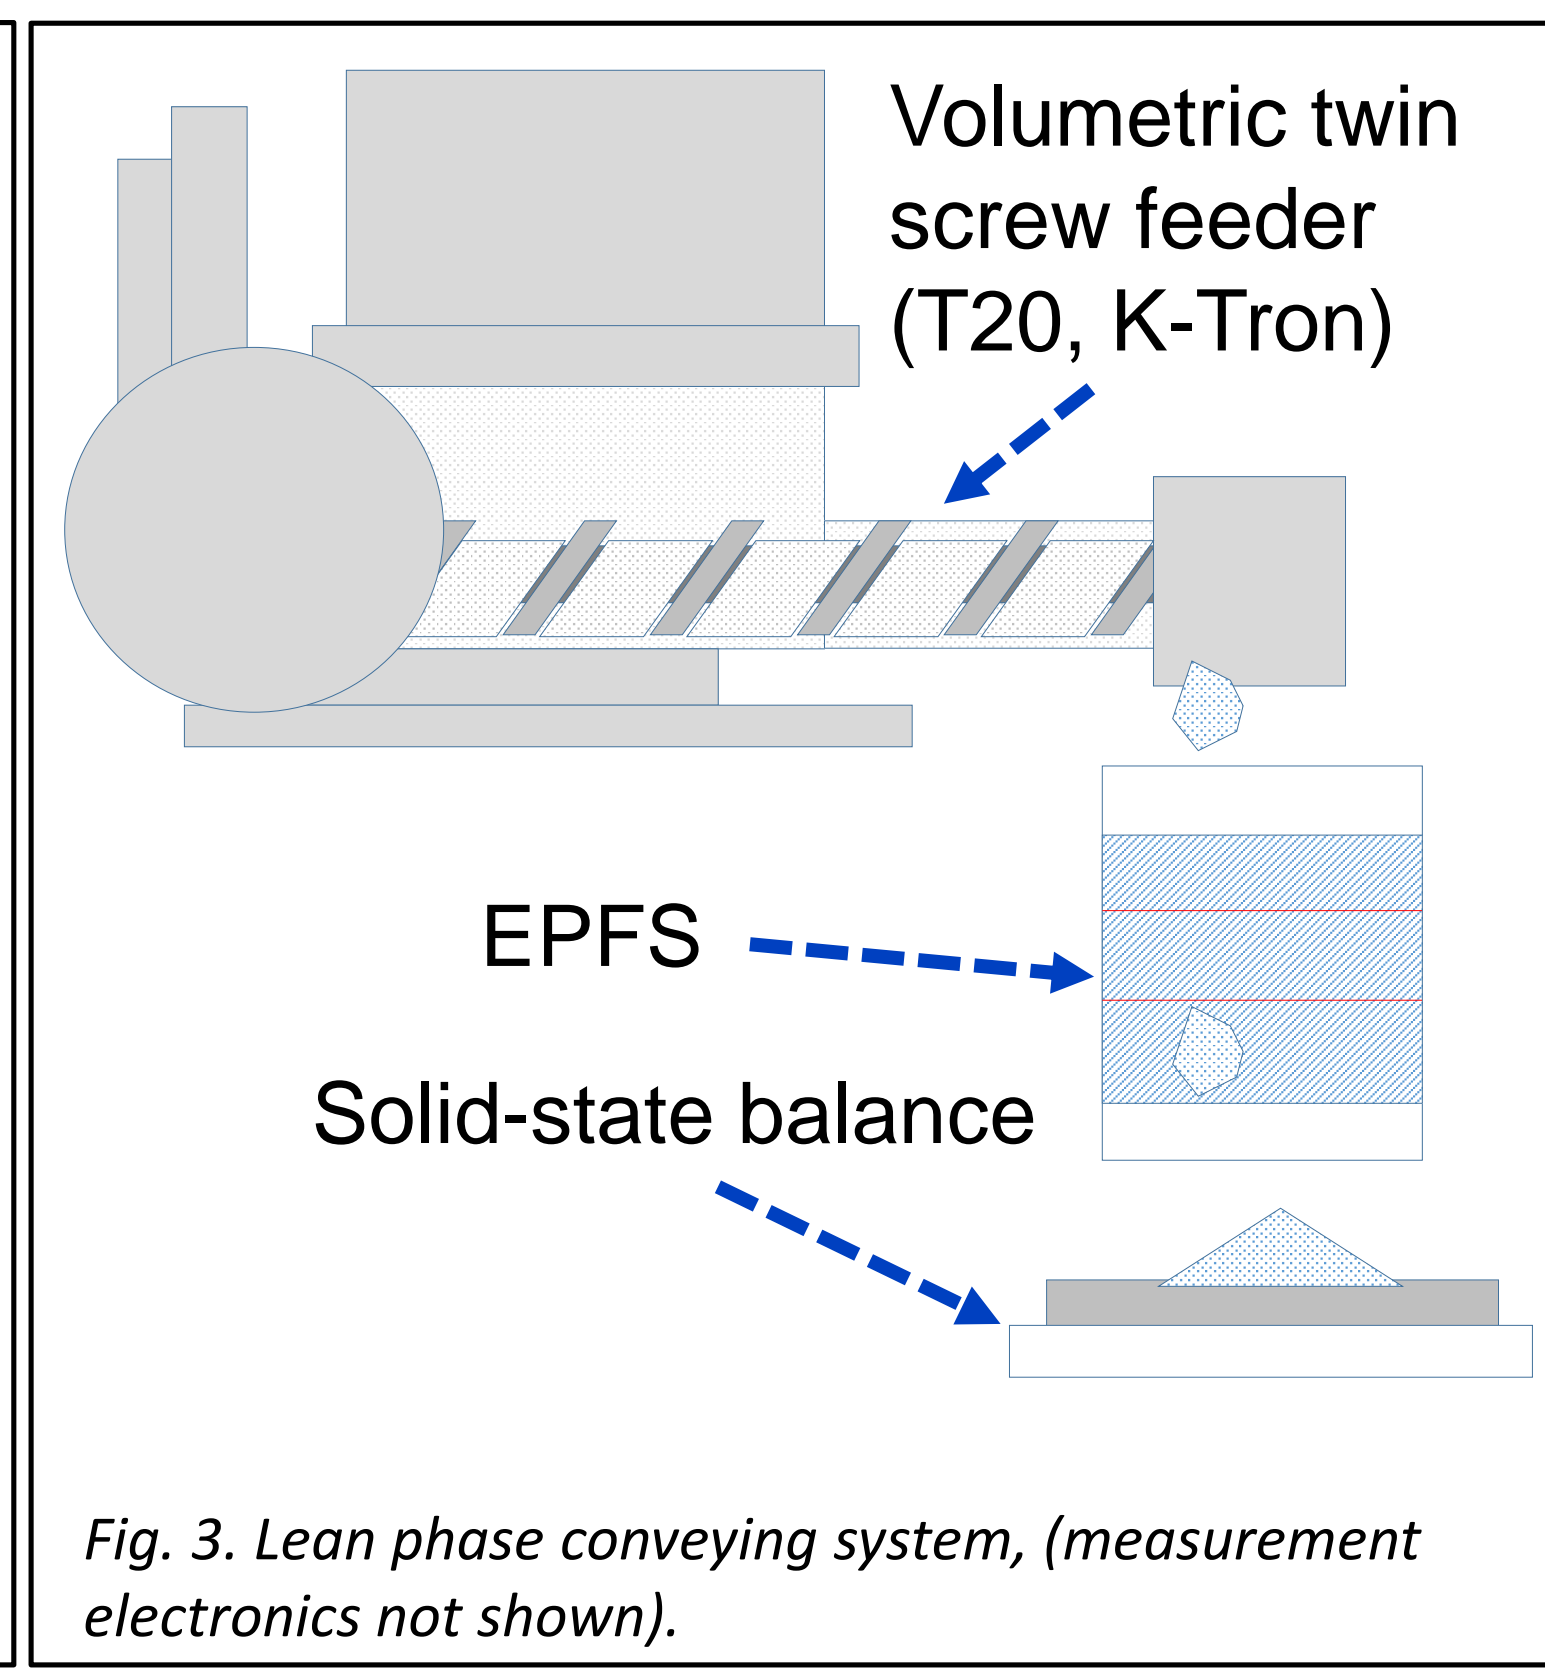 Volumetric twin
screw feeder
(T20, K-Tron)
EPFS
Solid-state balance
Fig. 3. Lean phase conveying system, (measurement
electronics not shown).